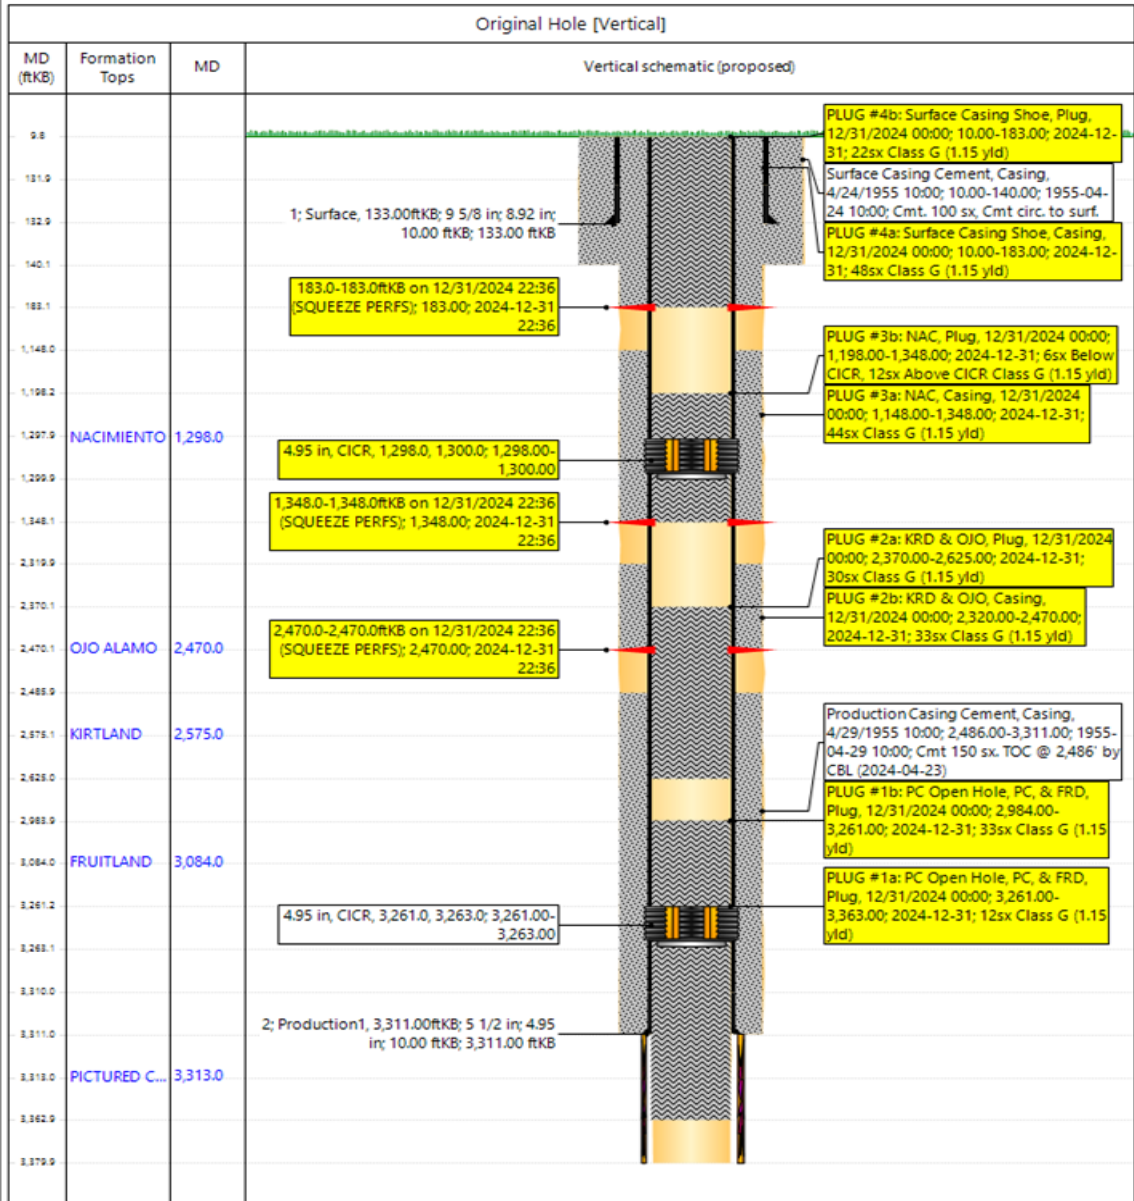 Original Hole [Vertical]
MD
(ftKB)
Formation
Tops
MD
Vertical schematic (proposed)
9.8
131.9
132.9
140.1
183.1
1,148.0
1,198.2
1,297.9
1,299.9
1,348.1
2,319.9
2,370.1
2,470.1
2,485.9
2,575.1
2,625.0
2,983.9
3,084.0
3,261.2
3,263.1
3,310.0
3,311.0
3,313.0
3,362.9
3,379.9
NACIMIENTO 1,298.0
OJO ALAMO 2,470.0
KIRTLAND 2,575.0
FRUITLAND 3,084.0
PICTURED C... 3,313.0
1; Surface, 133.00ftKB; 9 5/8 in; 8.92 in;
10.00 ftKB; 133.00 ftKB
183.0-183.0ftKB on 12/31/2024 22:36
(SQUEEZE PERFS); 183.00; 2024-12-31
22:36
4.95 in, CICR, 1,298.0, 1,300.0; 1,298.00-
1,300.00
1,348.0-1,348.0ftKB on 12/31/2024 22:36
(SQUEEZE PERFS); 1,348.00; 2024-12-31
22:36
2,470.0-2,470.0ftKB on 12/31/2024 22:36
(SQUEEZE PERFS); 2,470.00; 2024-12-31
22:36
4.95 in, CICR, 3,261.0, 3,263.0; 3,261.00-
3,263.00
2; Production1, 3,311.00ftKB; 5 1/2 in; 4.95
in; 10.00 ftKB; 3,311.00 ftKB
PLUG #4b: Surface Casing Shoe, Plug,
12/31/2024 00:00; 10.00-183.00; 2024-12-
31; 22sx Class G (1.15 yld)
Surface Casing Cement, Casing,
4/24/1955 10:00; 10.00-140.00; 1955-04-
24 10:00; Cmt. 100 sx, Cmt circ. to surf.
PLUG #4a: Surface Casing Shoe, Casing,
12/31/2024 00:00; 10.00-183.00; 2024-12-
31; 48sx Class G (1.15 yld)
PLUG #3b: NAC, Plug, 12/31/2024 00:00;
1,198.00-1,348.00; 2024-12-31; 6sx Below
CICR, 12sx Above CICR Class G (1.15 yld)
PLUG #3a: NAC, Casing, 12/31/2024
00:00; 1,148.00-1,348.00; 2024-12-31;
44sx Class G (1.15 yld)
PLUG #2a: KRD & OJO, Plug, 12/31/2024
00:00; 2,370.00-2,625.00; 2024-12-31;
30sx Class G (1.15 yld)
PLUG #2b: KRD & OJO, Casing,
12/31/2024 00:00; 2,320.00-2,470.00;
2024-12-31; 33sx Class G (1.15 yld)
Production Casing Cement, Casing,
4/29/1955 10:00; 2,486.00-3,311.00; 1955-
04-29 10:00; Cmt 150 sx. TOC @ 2,486' by
CBL (2024-04-23)
PLUG #1b: PC Open Hole, PC, & FRD,
Plug, 12/31/2024 00:00; 2,984.00-
3,261.00; 2024-12-31; 33sx Class G (1.15
yld)
PLUG #1a: PC Open Hole, PC, & FRD,
Plug, 12/31/2024 00:00; 3,261.00-
3,363.00; 2024-12-31; 12sx Class G (1.15
yld)